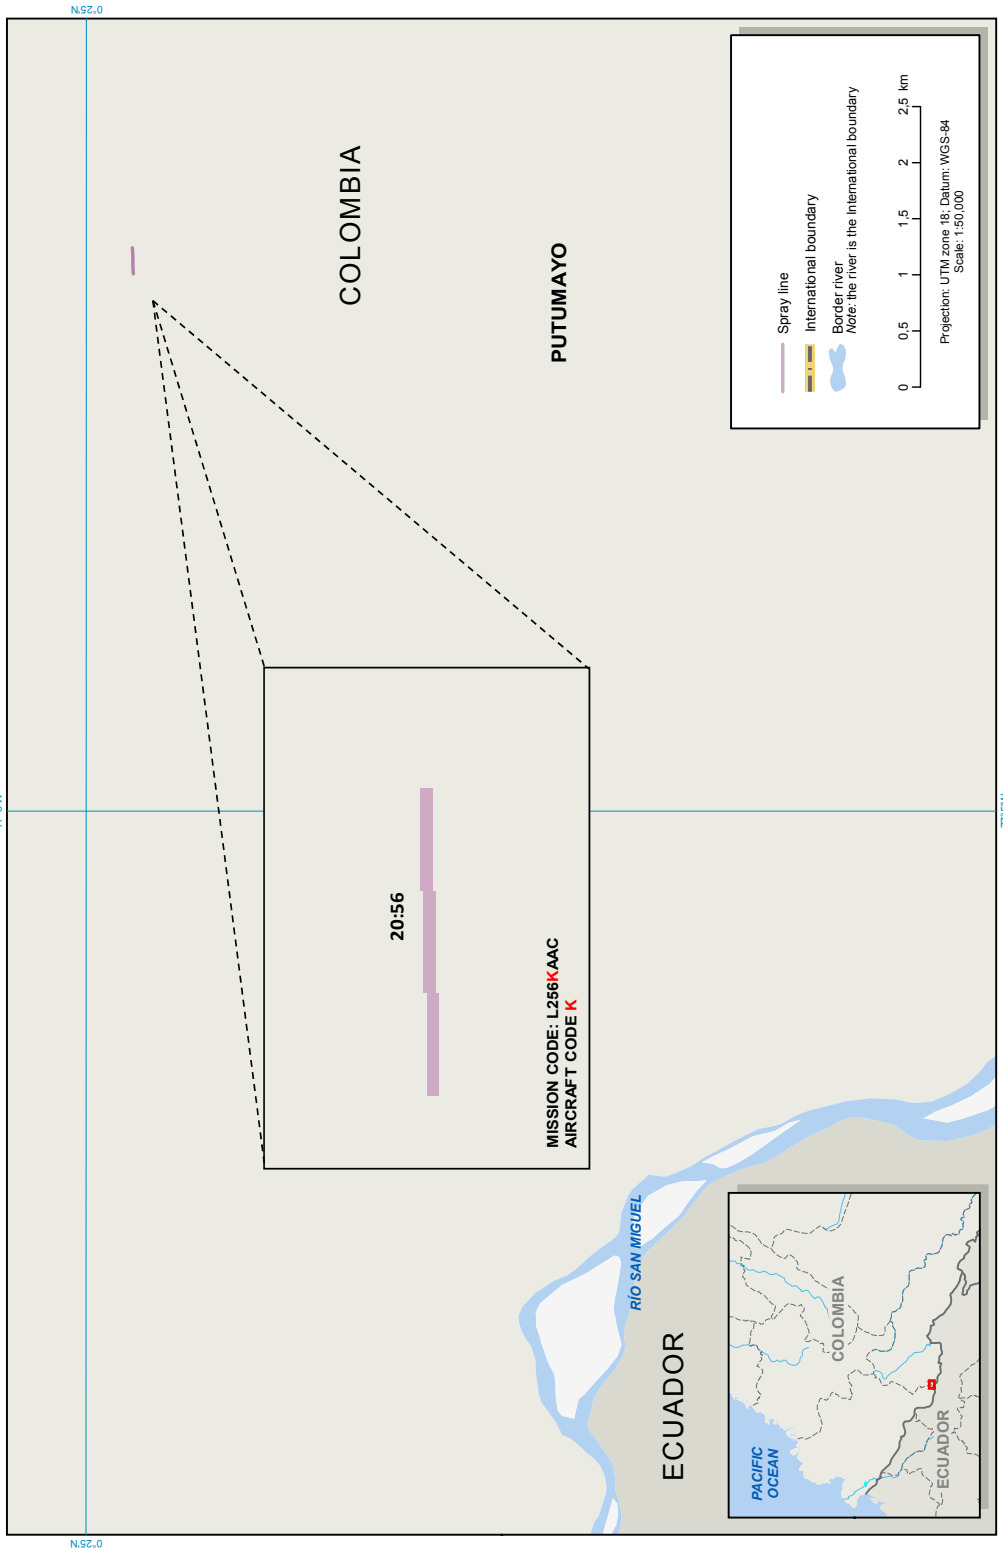 0°25'N
0°25'N
COLOMBIA
PUTUMAYO
20:56
MISSION CODE: L256KAAC
AIRCRAFT CODE K
RÍO SAN MIGUEL
ECUADOR
Spray line
International boundary
Border river
Note: the river is the International boundary
0 0,5 1 1,5 2 2,5 km
Projection: UTM zone 18; Datum: WGS-84
Scale: 1:50,000
PACIFIC
OCEAN
COLOMBIA
ECUADOR